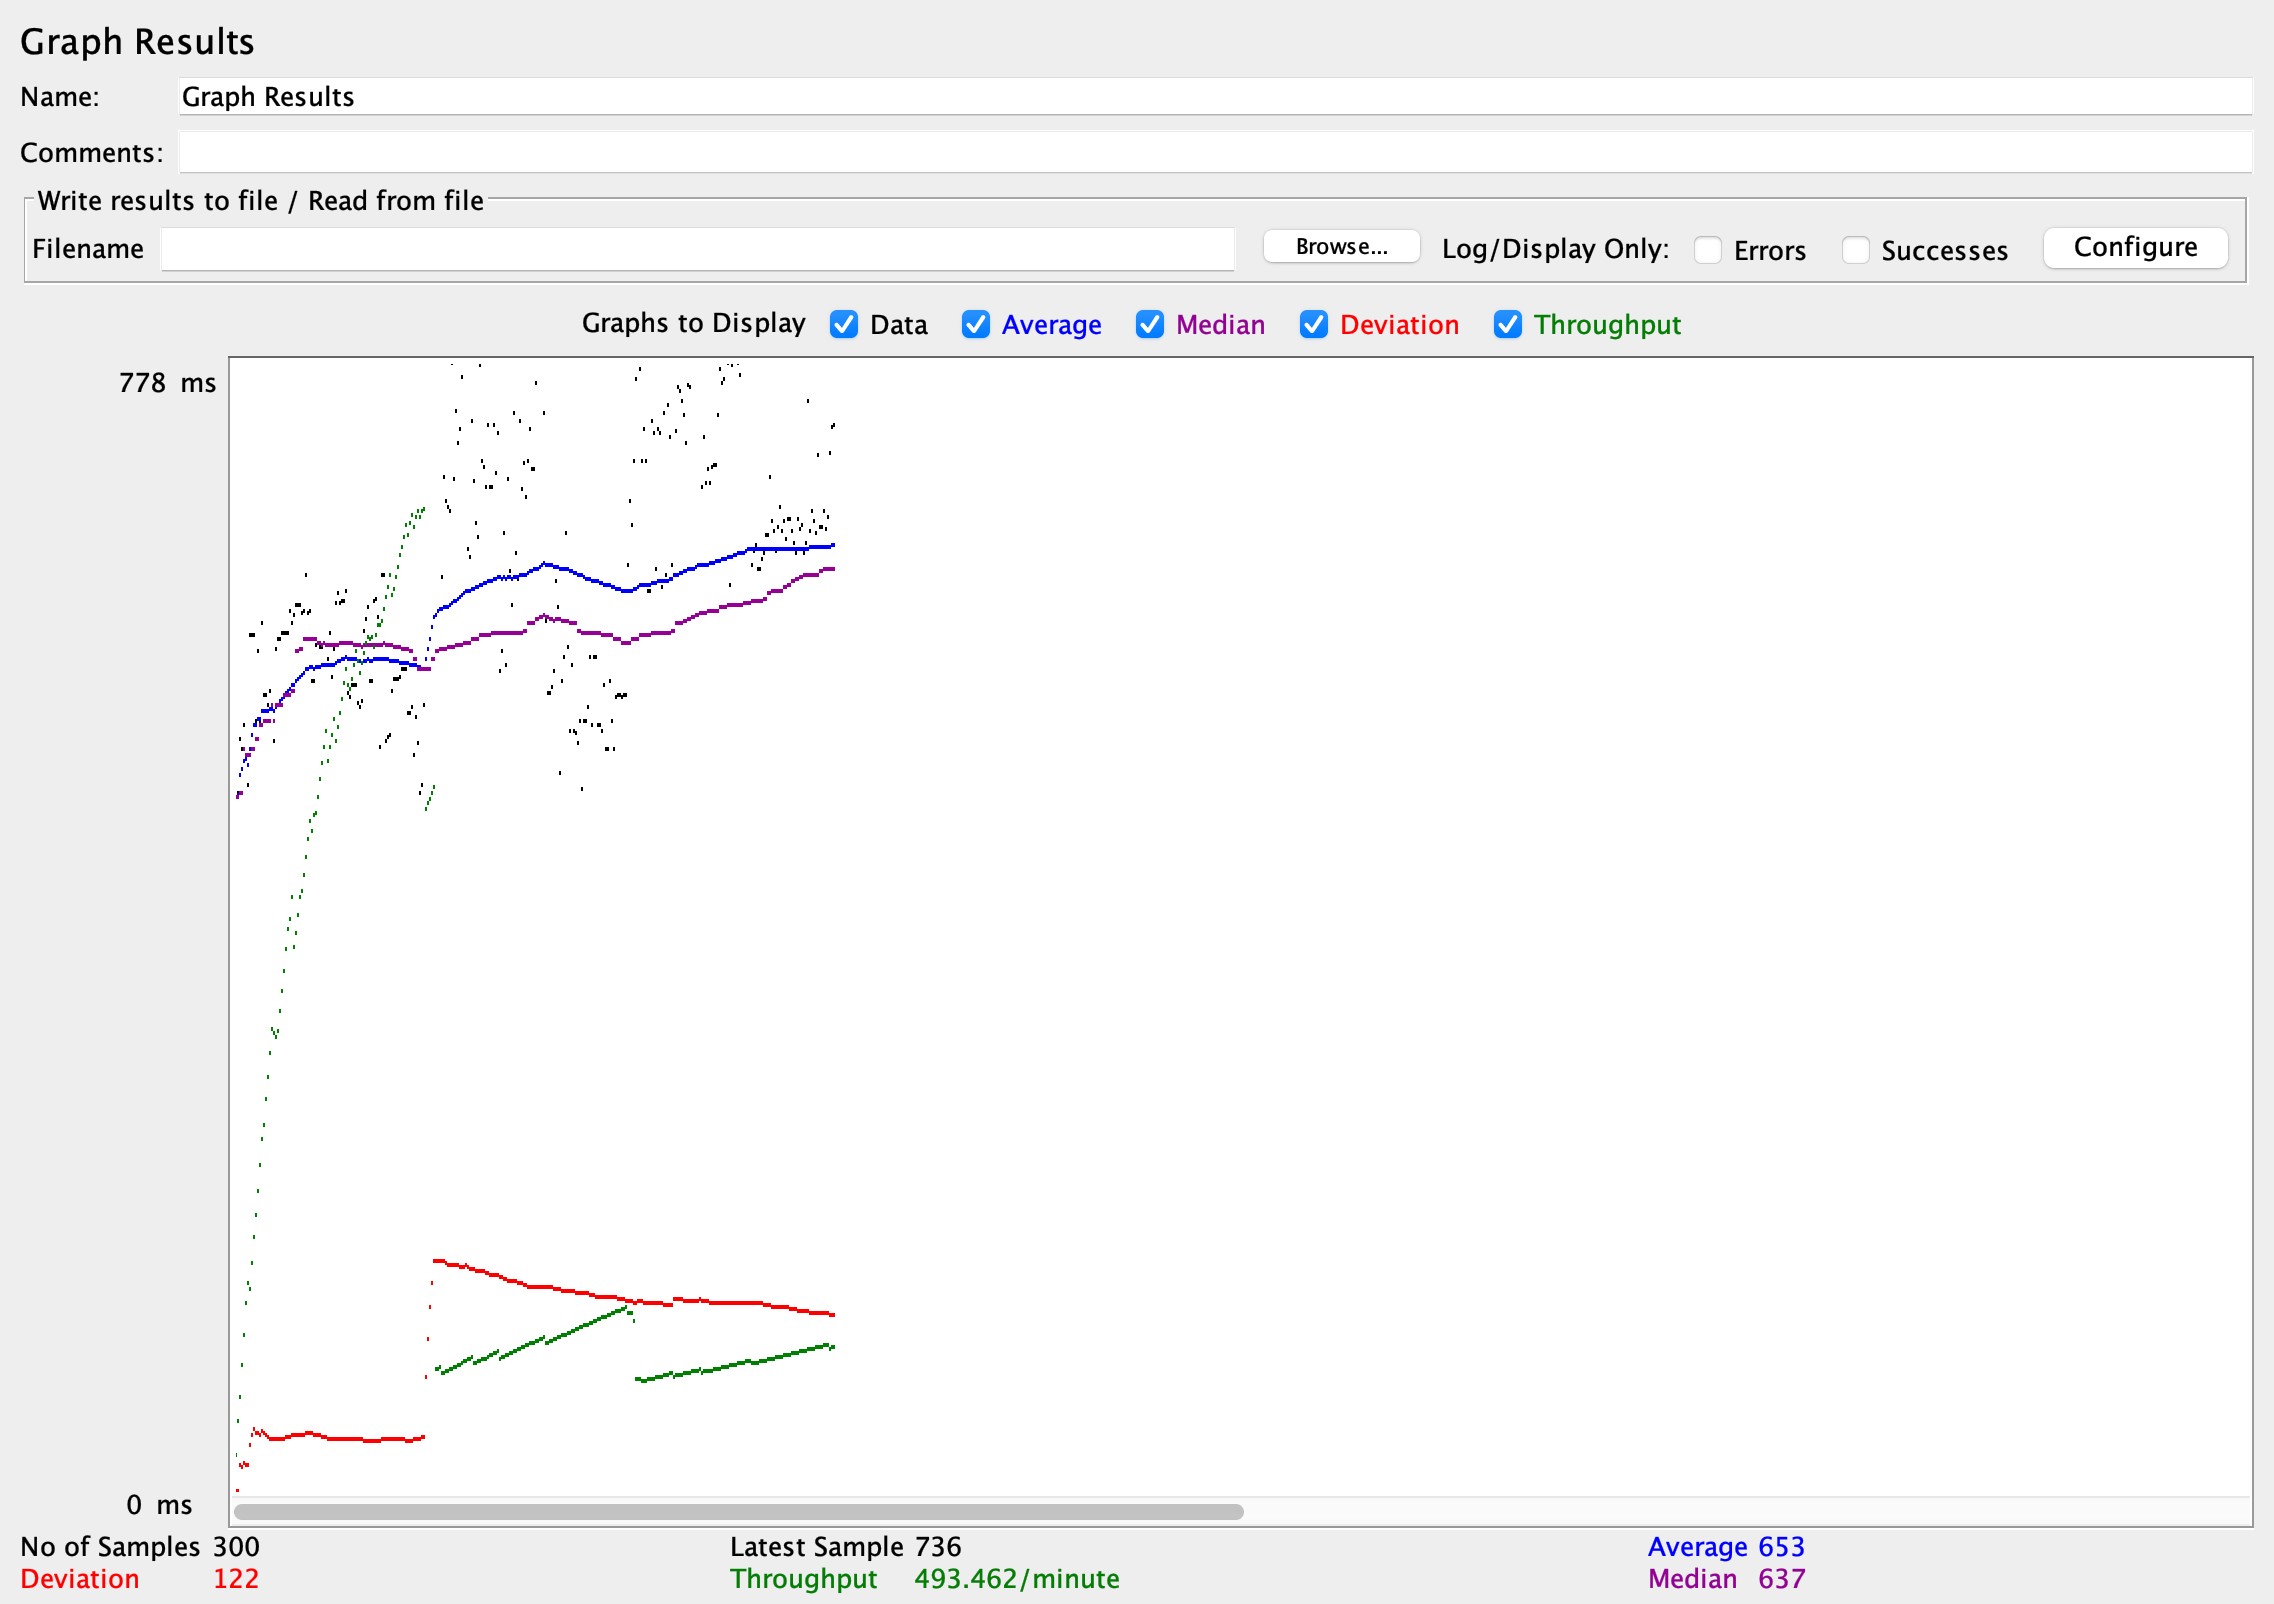 Graph Results
Name: Graph Results
Comments:
Write results to file / Read from file
Filename Browse... Log/Display Only: Errors Successes Configure
Graphs to Display Data Average Median Deviation Throughput
778 ms
0 ms
No of Samples 300 Latest Sample 736 Average 653
Deviation 122 Throughput 493.462/minute Median 637